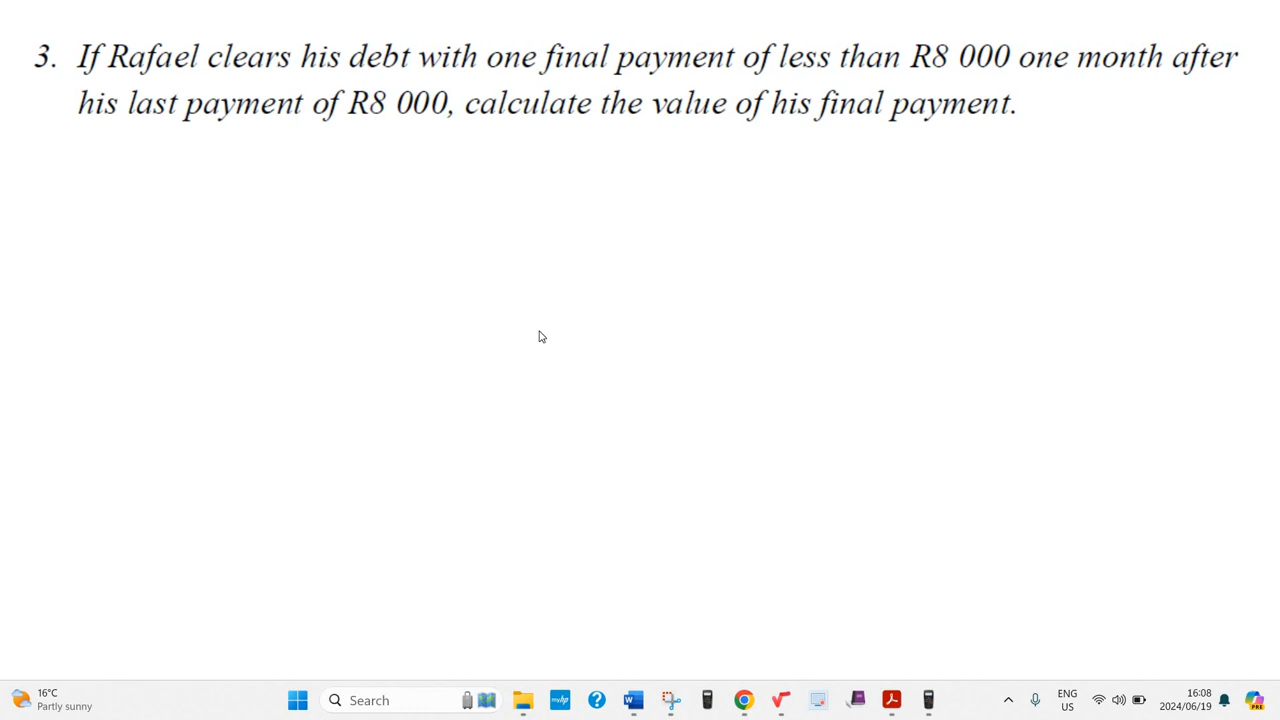 3. If Rafael clears his debt with one final payment of less than R8 000 one month after
his last payment of R8 000, calculate the value of his final payment.
16°C
Partly sunny
Search
myhp
W
ENG
US
16:08
2024/06/19
PRE